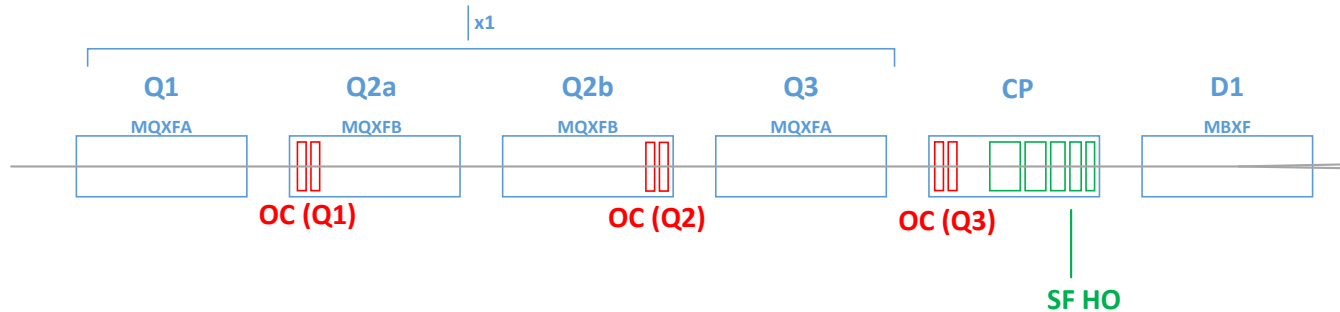 x1
Q1
Q2a
Q2b
Q3
CP
D1
MQXFA
MQXFB
MQXFB
MQXFA
MBXF
OC (Q1)
OC (Q2)
OC (Q3)
SF HO